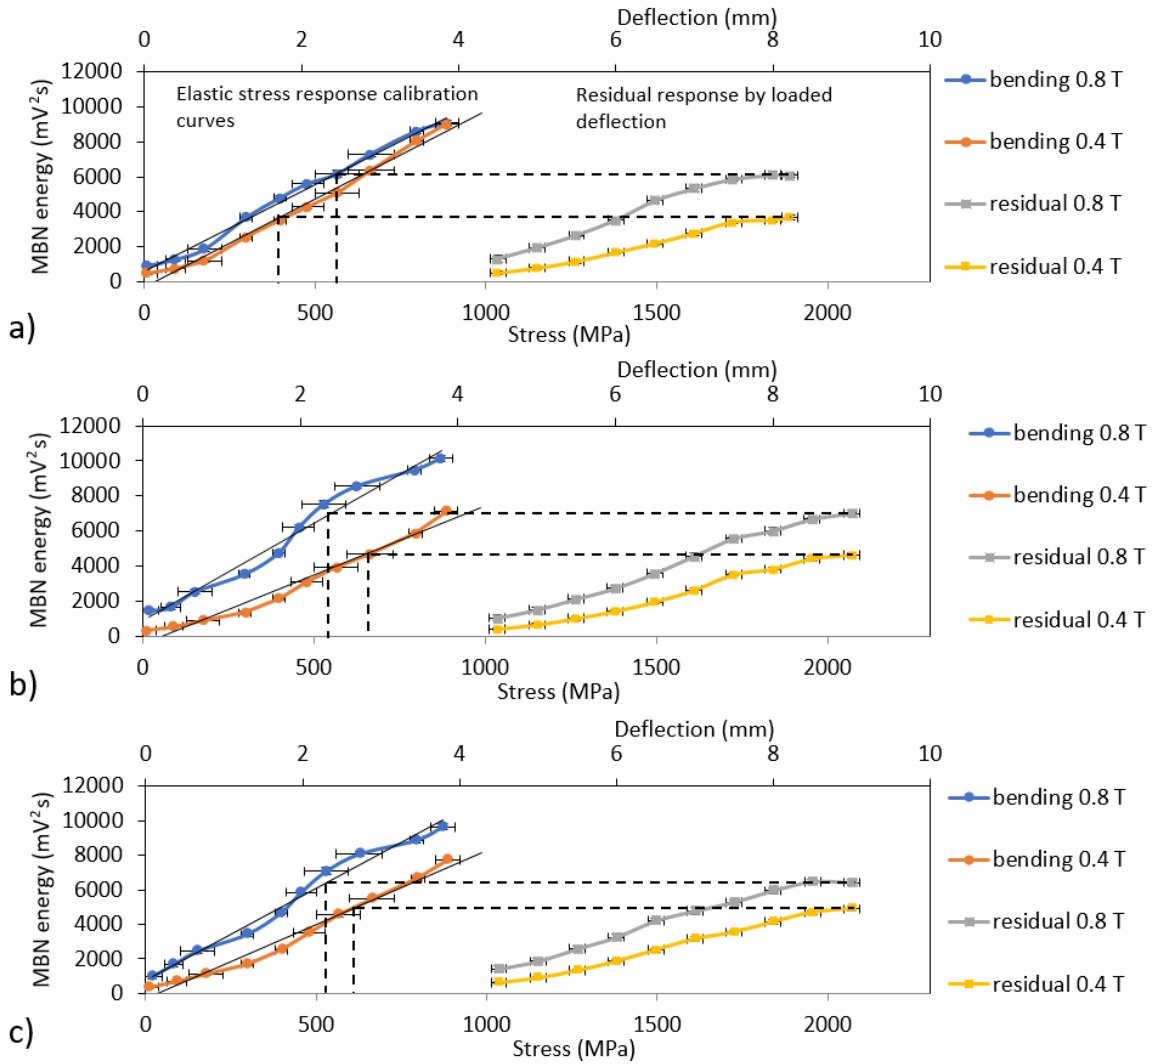 Deflection (mm)
0 2 4 6 8 10
12000
10000
8000
6000
4000
2000
0
MBN energy (mV²s)
Elastic stress response calibration
curves
Residual response by loaded
deflection
bending 0.8 T
bending 0.4 T
residual 0.8 T
residual 0.4 T
0 500 1000 1500 2000
Stress (MPa)
a)
Deflection (mm)
0 2 4 6 8 10
12000
10000
8000
6000
4000
2000
0
MBN energy (mV²s)
bending 0.8 T
bending 0.4 T
residual 0.8 T
residual 0.4 T
0 500 1000 1500 2000
Stress (MPa)
b)
Deflection (mm)
0 2 4 6 8 10
12000
10000
8000
6000
4000
2000
0
MBN energy (mV²s)
bending 0.8 T
bending 0.4 T
residual 0.8 T
residual 0.4 T
0 500 1000 1500 2000
Stress (MPa)
c)